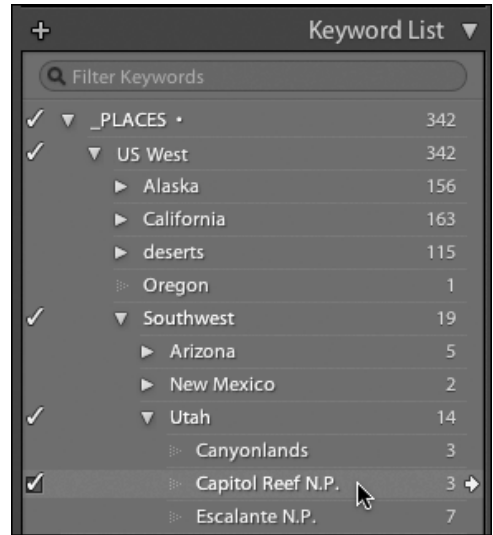 Keyword List
Filter Keywords
_PLACES • 342
US West 342
Alaska 156
California 163
deserts 115
Oregon 1
Southwest 19
Arizona 5
New Mexico 2
Utah 14
Canyonlands 3
Capitol Reef N.P. 3
Escalante N.P. 7